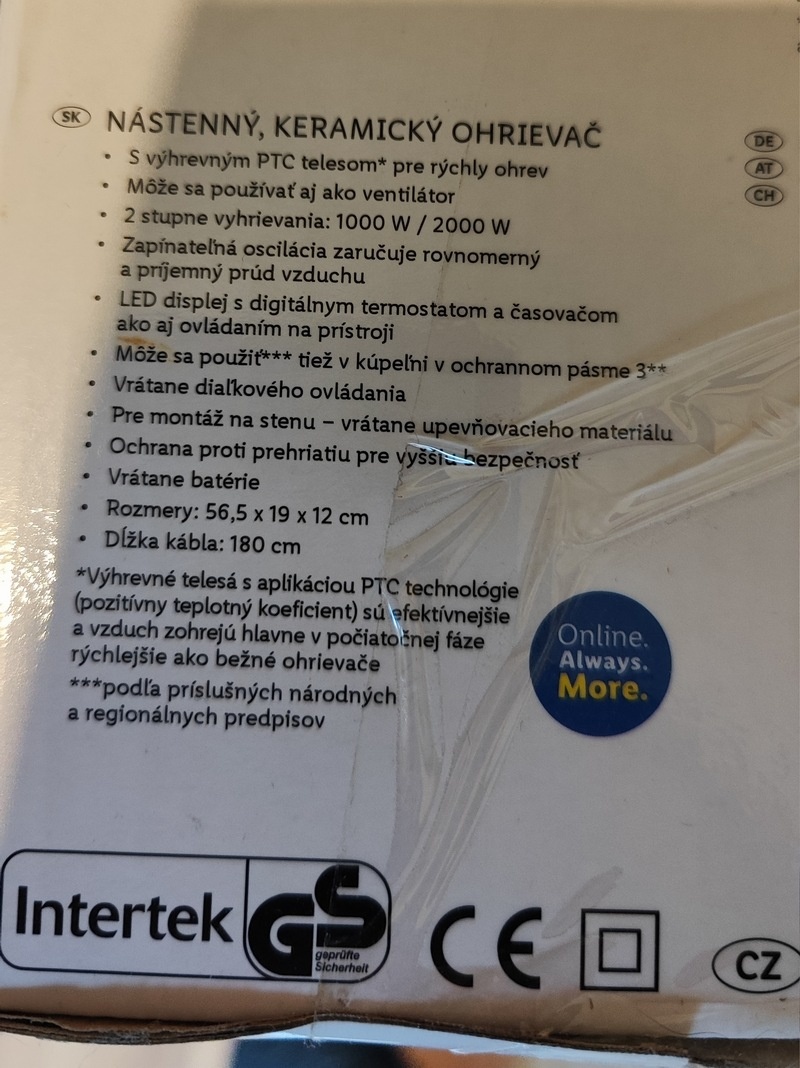 SK NÁSTENNÝ, KERAMICKÝ OHRIEVAČ
• S výhrevným PTC telesom* pre rýchly ohrev
• Môže sa používať aj ako ventilátor
• 2 stupne vyhrievania: 1000 W / 2000 W
• Zapínateľná oscilácia zaručuje rovnomerný
a príjemný prúd vzduchu
• LED displej s digitálnym termostatom a časovačom
ako aj ovládaním na prístroji
• Môže sa použiť*** tiež v kúpeľni v ochrannom pásme 3**
• Vrátane diaľkového ovládania
• Pre montáž na stenu – vrátane upevňovacieho materiálu
• Ochrana proti prehriatiu pre vyššiu bezpečnosť
• Vrátane batérie
• Rozmery: 56,5 x 19 x 12 cm
• Dĺžka kábla: 180 cm
*Výhrevné telesá s aplikáciou PTC technológie
(pozitívny teplotný koeficient) sú efektívnejšie
a vzduch zohrejú hlavne v počiatočnej fáze
rýchlejšie ako bežné ohrievače
***podľa príslušných národných
a regionálnych predpisov
DE
AT
CH
Online.
Always.
More.
Intertek
GS
geprüfte
Sicherheit
CE
CZ